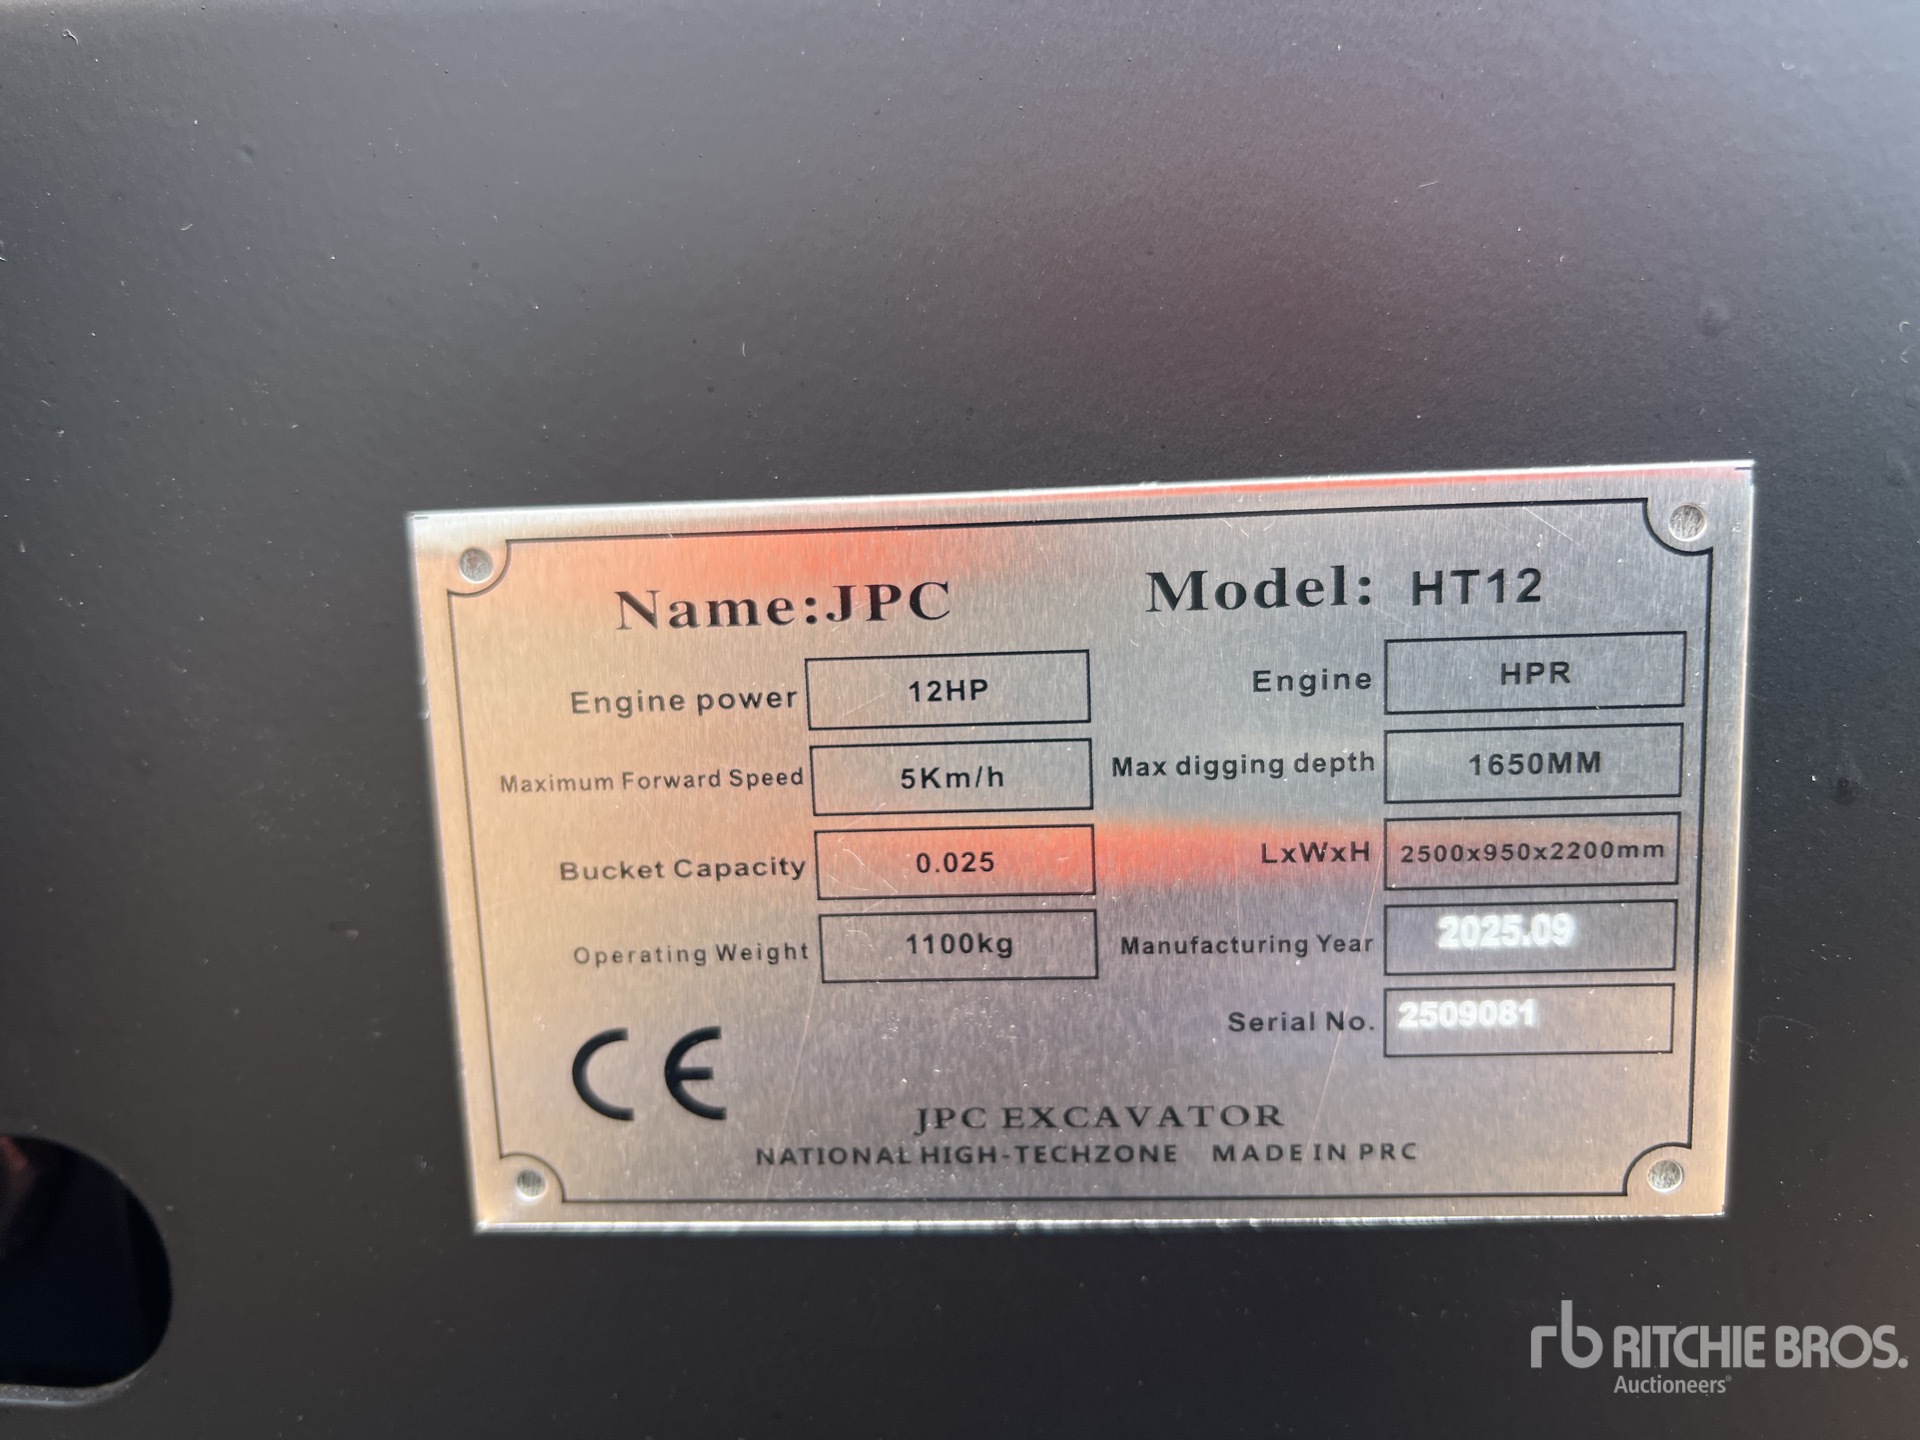 Name:JPC Model: HT12
Engine power 12HP Engine HPR
Maximum Forward Speed 5Km/h Max digging depth 1650MM
Bucket Capacity 0.025 LxWxH 2500x950x2200mm
Operating Weight 1100kg Manufacturing Year 2025.09
Serial No. 2509081
CE
JPC EXCAVATOR
NATIONAL HIGH-TECHZONE MADE IN PRC
rb RITCHIE BROS.
Auctioneers®